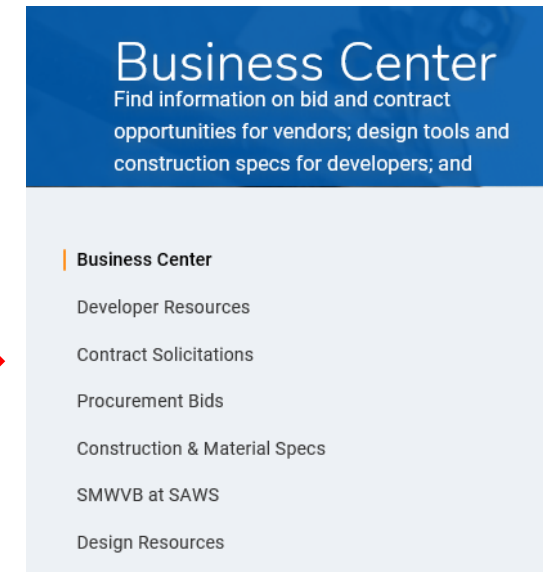 Business Center
Find information on bid and contract
opportunities for vendors; design tools and
construction specs for developers; and
Business Center
Developer Resources
Contract Solicitations
Procurement Bids
Construction & Material Specs
SMWVB at SAWS
Design Resources